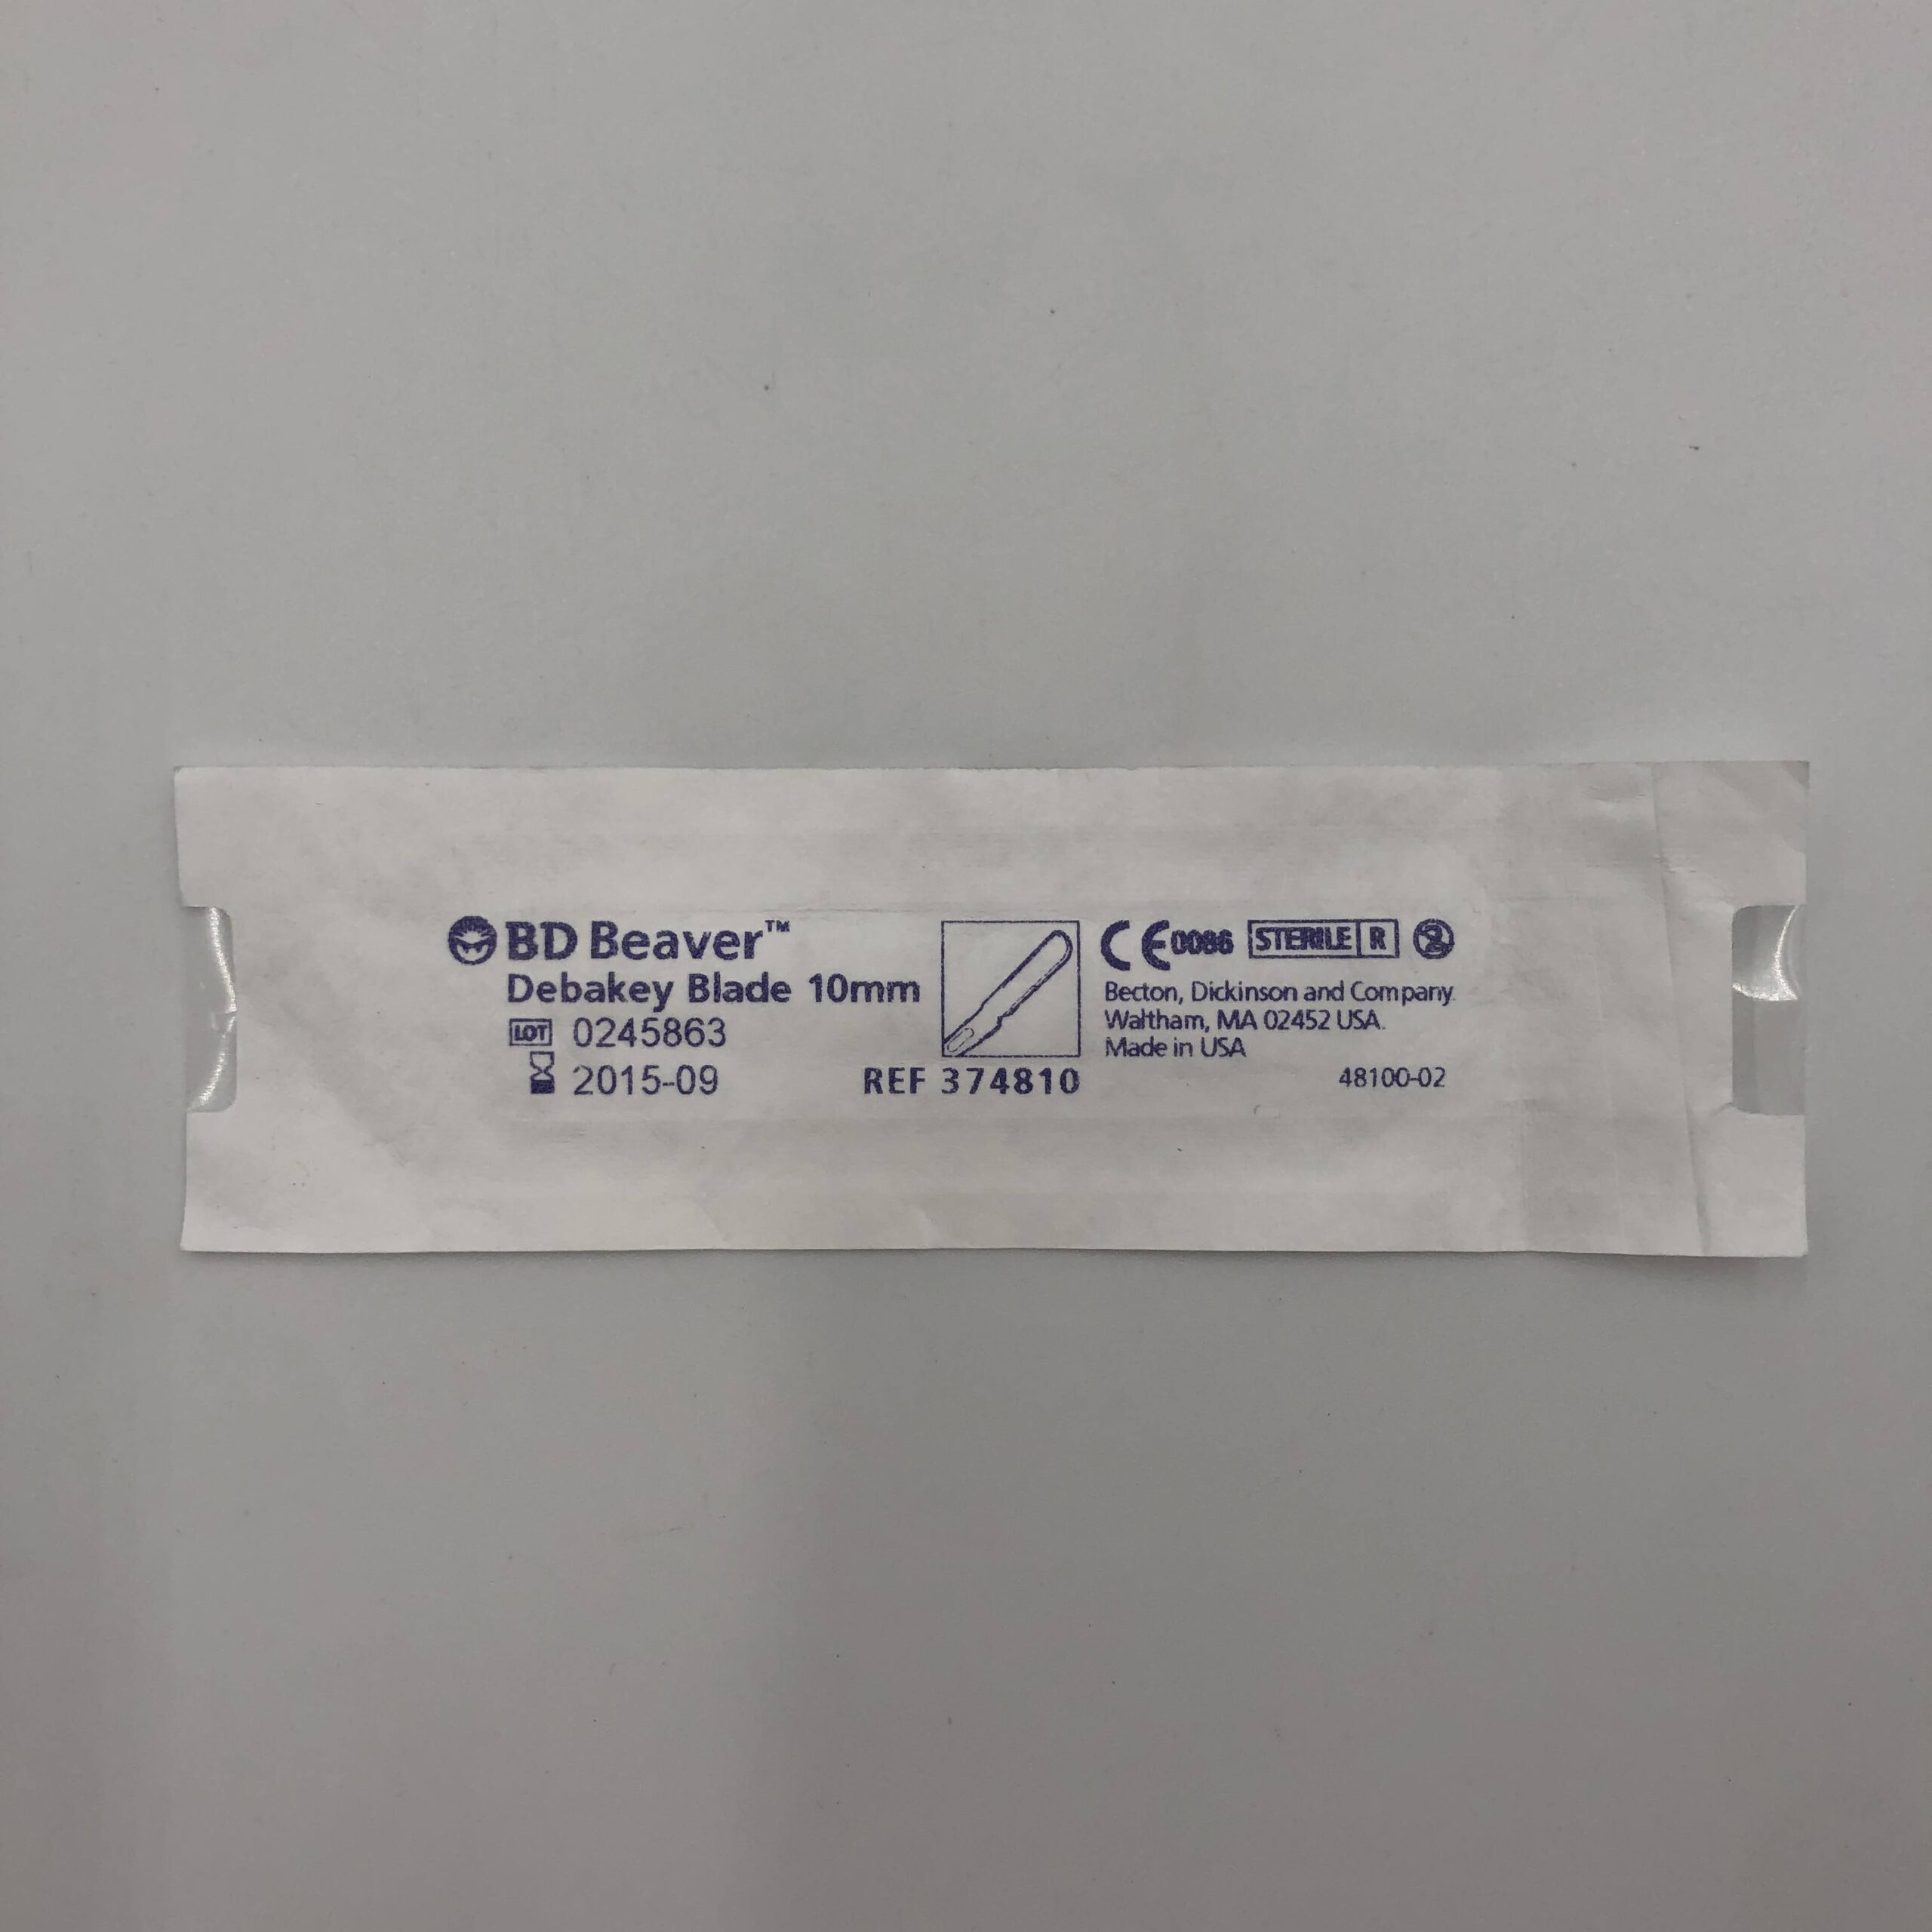 BD Beaver™
Debakey Blade 10mm
LOT 0245863
2015-09
REF 374810
CE 0086 STERILE R 2
Becton, Dickinson and Company
Waltham, MA 02452 USA.
Made in USA
48100-02